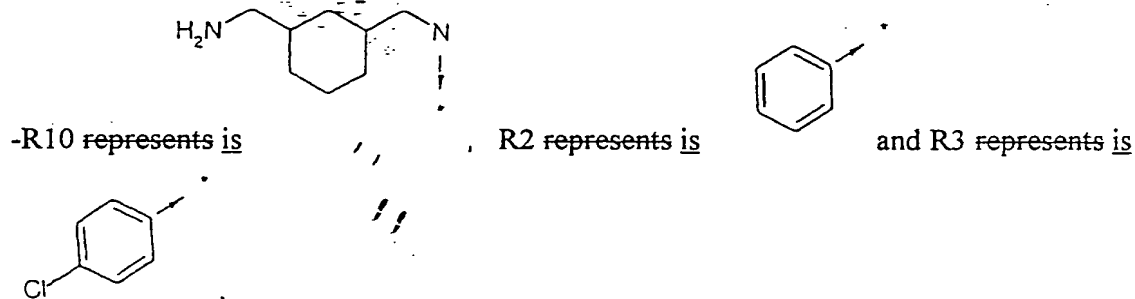 H₂N N
-R10 represents is , R2 represents is and R3 represents is
Cl